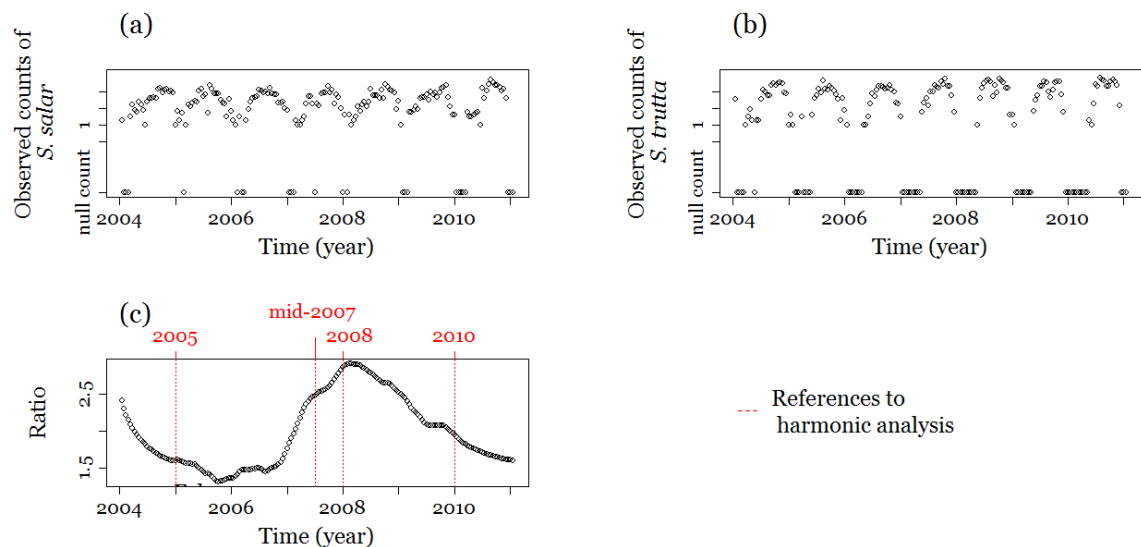 (a)
Observed counts of
S. salar
null count
1
2004
2006
2008
2010
Time (year)
(b)
Observed counts of
S. trutta
null count
1
2004
2006
2008
2010
Time (year)
(c)
mid-2007
2005
2008
2010
Ratio
1.5
2.5
2004
2006
2008
2010
Time (year)
References to
harmonic analysis